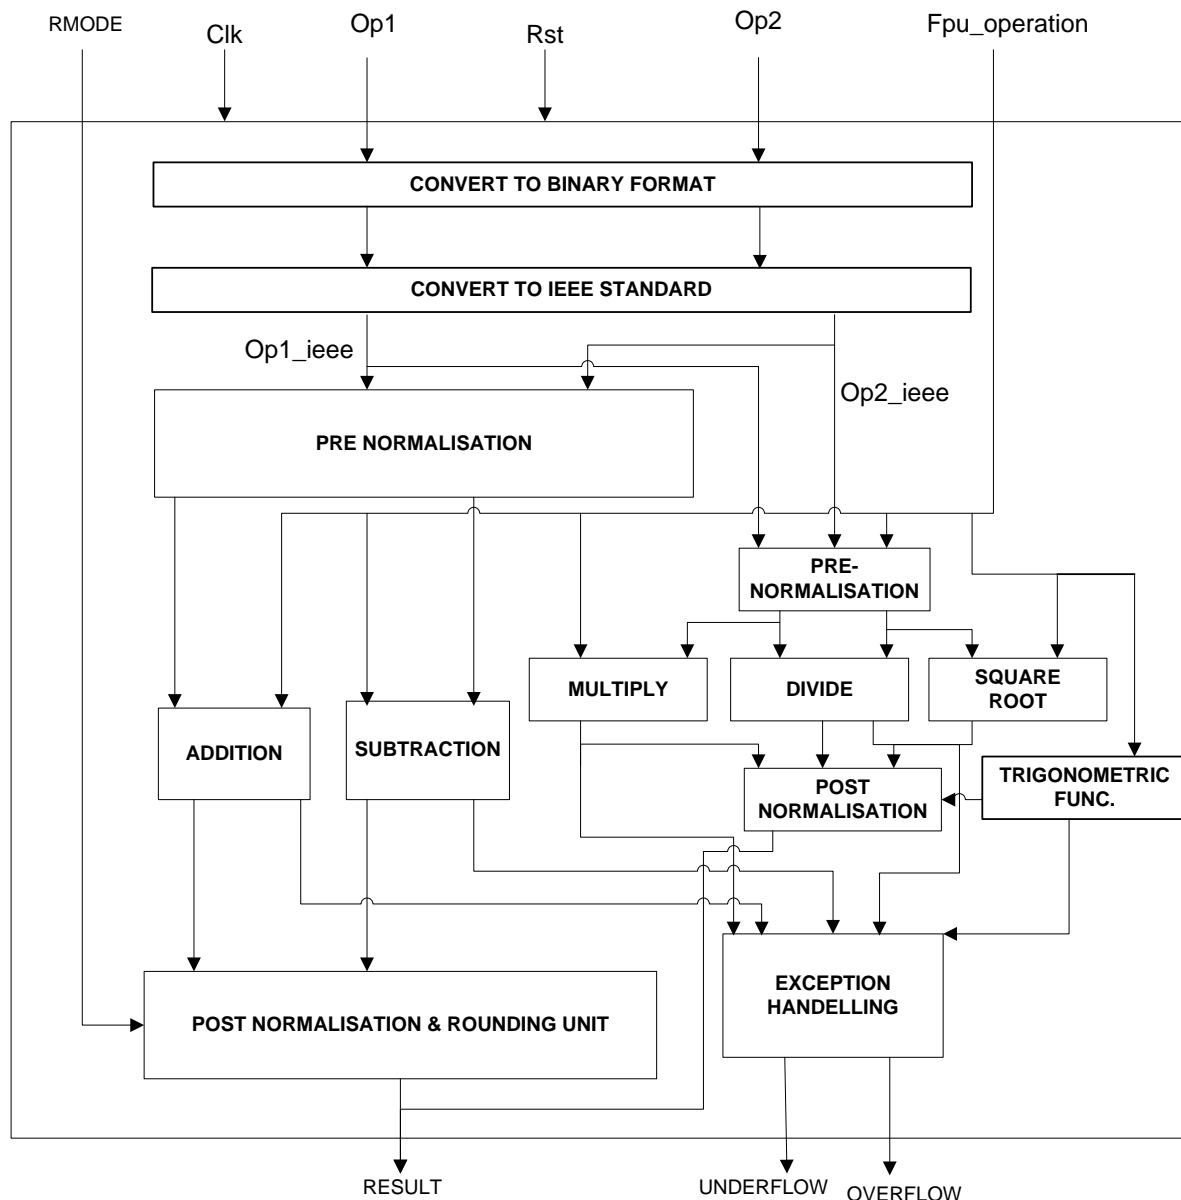 RMODE
Clk
Op1
Rst
Op2
Fpu_operation
CONVERT TO BINARY FORMAT
CONVERT TO IEEE STANDARD
Op1_ieee
Op2_ieee
PRE NORMALISATION
PRE-
NORMALISATION
MULTIPLY
DIVIDE
SQUARE
ROOT
ADDITION
SUBTRACTION
POST
NORMALISATION
TRIGONOMETRIC
FUNC.
EXCEPTION
HANDELLING
POST NORMALISATION & ROUNDING UNIT
RESULT
UNDERFLOW
OVERFLOW